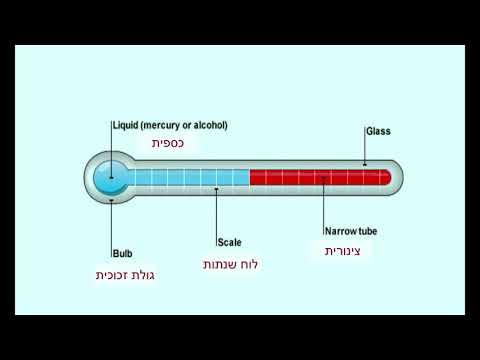 Liquid (mercury or alcohol)
כספית
Glass
Narrow tube
צינורית
Scale
לוח שנתות
Bulb
גולת זכוכית